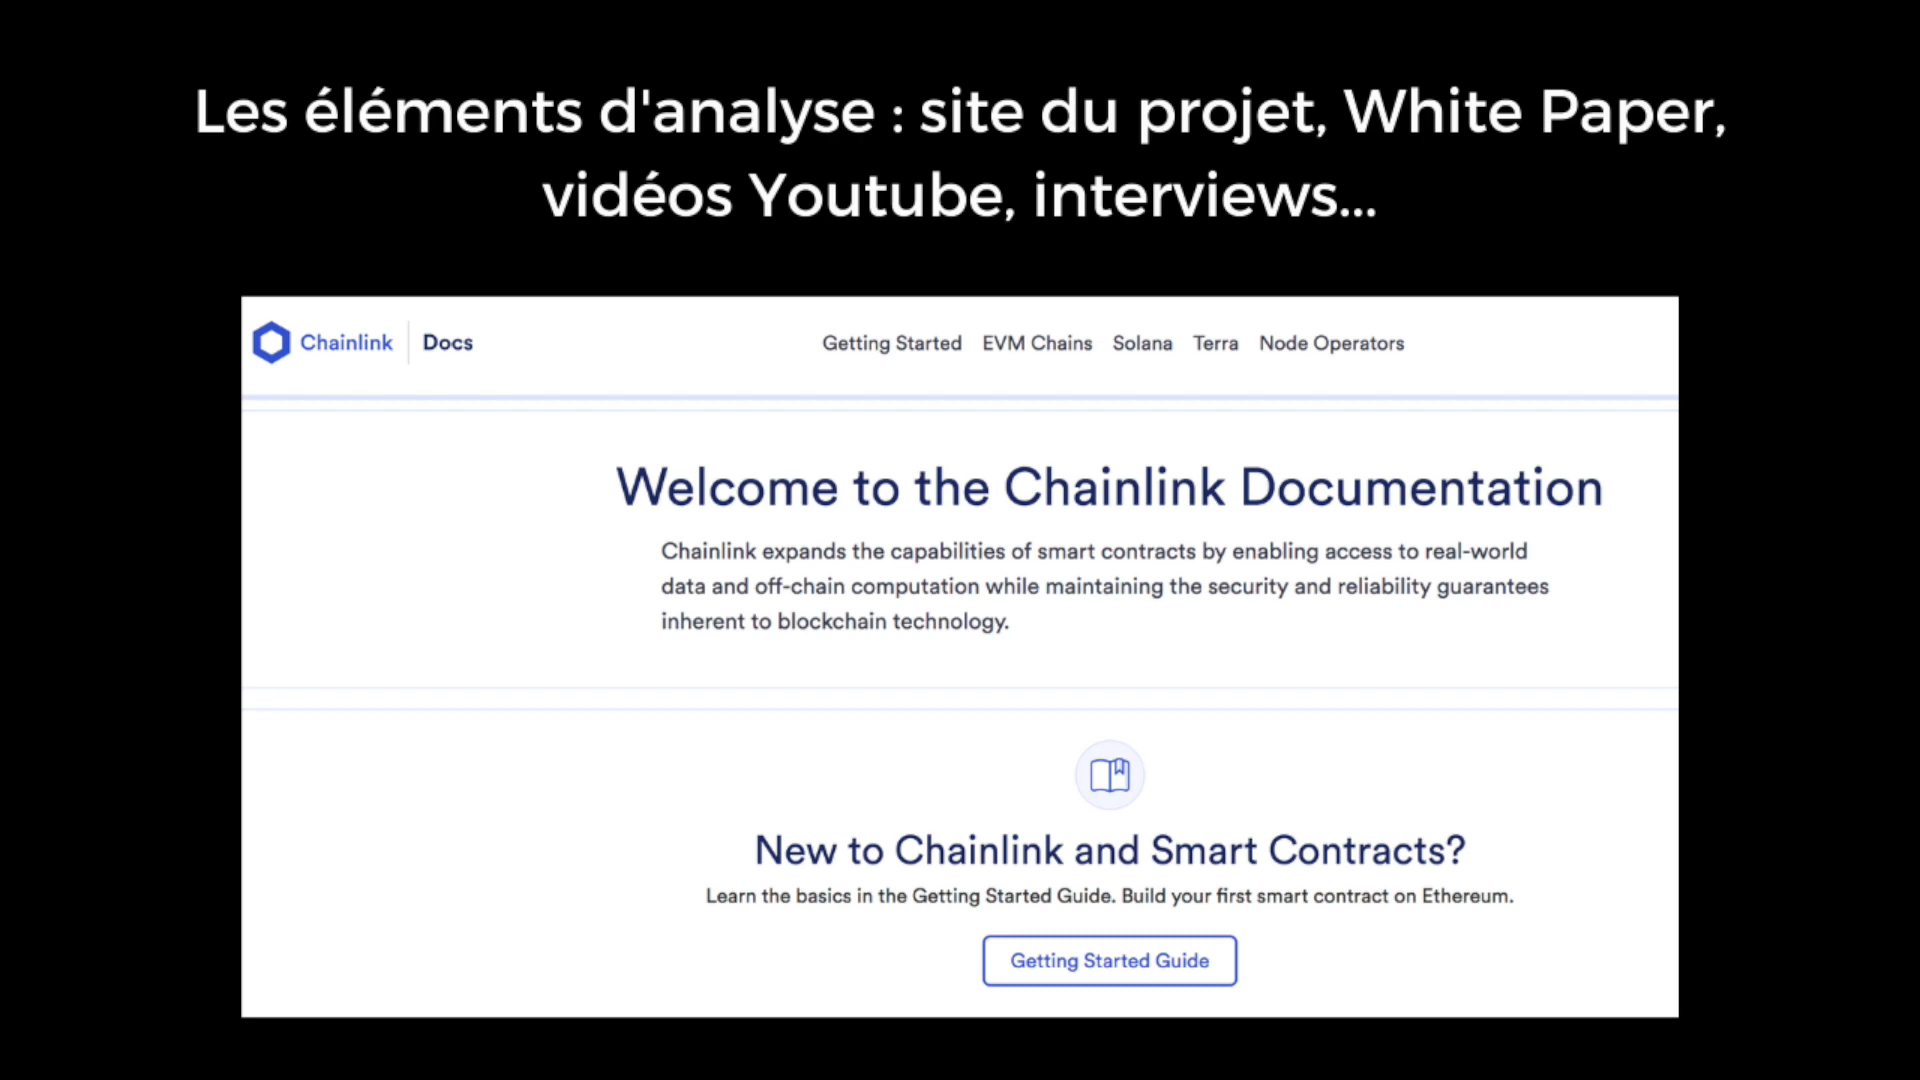 Les éléments d'analyse : site du projet, White Paper,
vidéos Youtube, interviews...
Chainlink Docs Getting Started EVM Chains Solana Terra Node Operators
Welcome to the Chainlink Documentation
Chainlink expands the capabilities of smart contracts by enabling access to real-world
data and off-chain computation while maintaining the security and reliability guarantees
inherent to blockchain technology.
New to Chainlink and Smart Contracts?
Learn the basics in the Getting Started Guide. Build your first smart contract on Ethereum.
Getting Started Guide